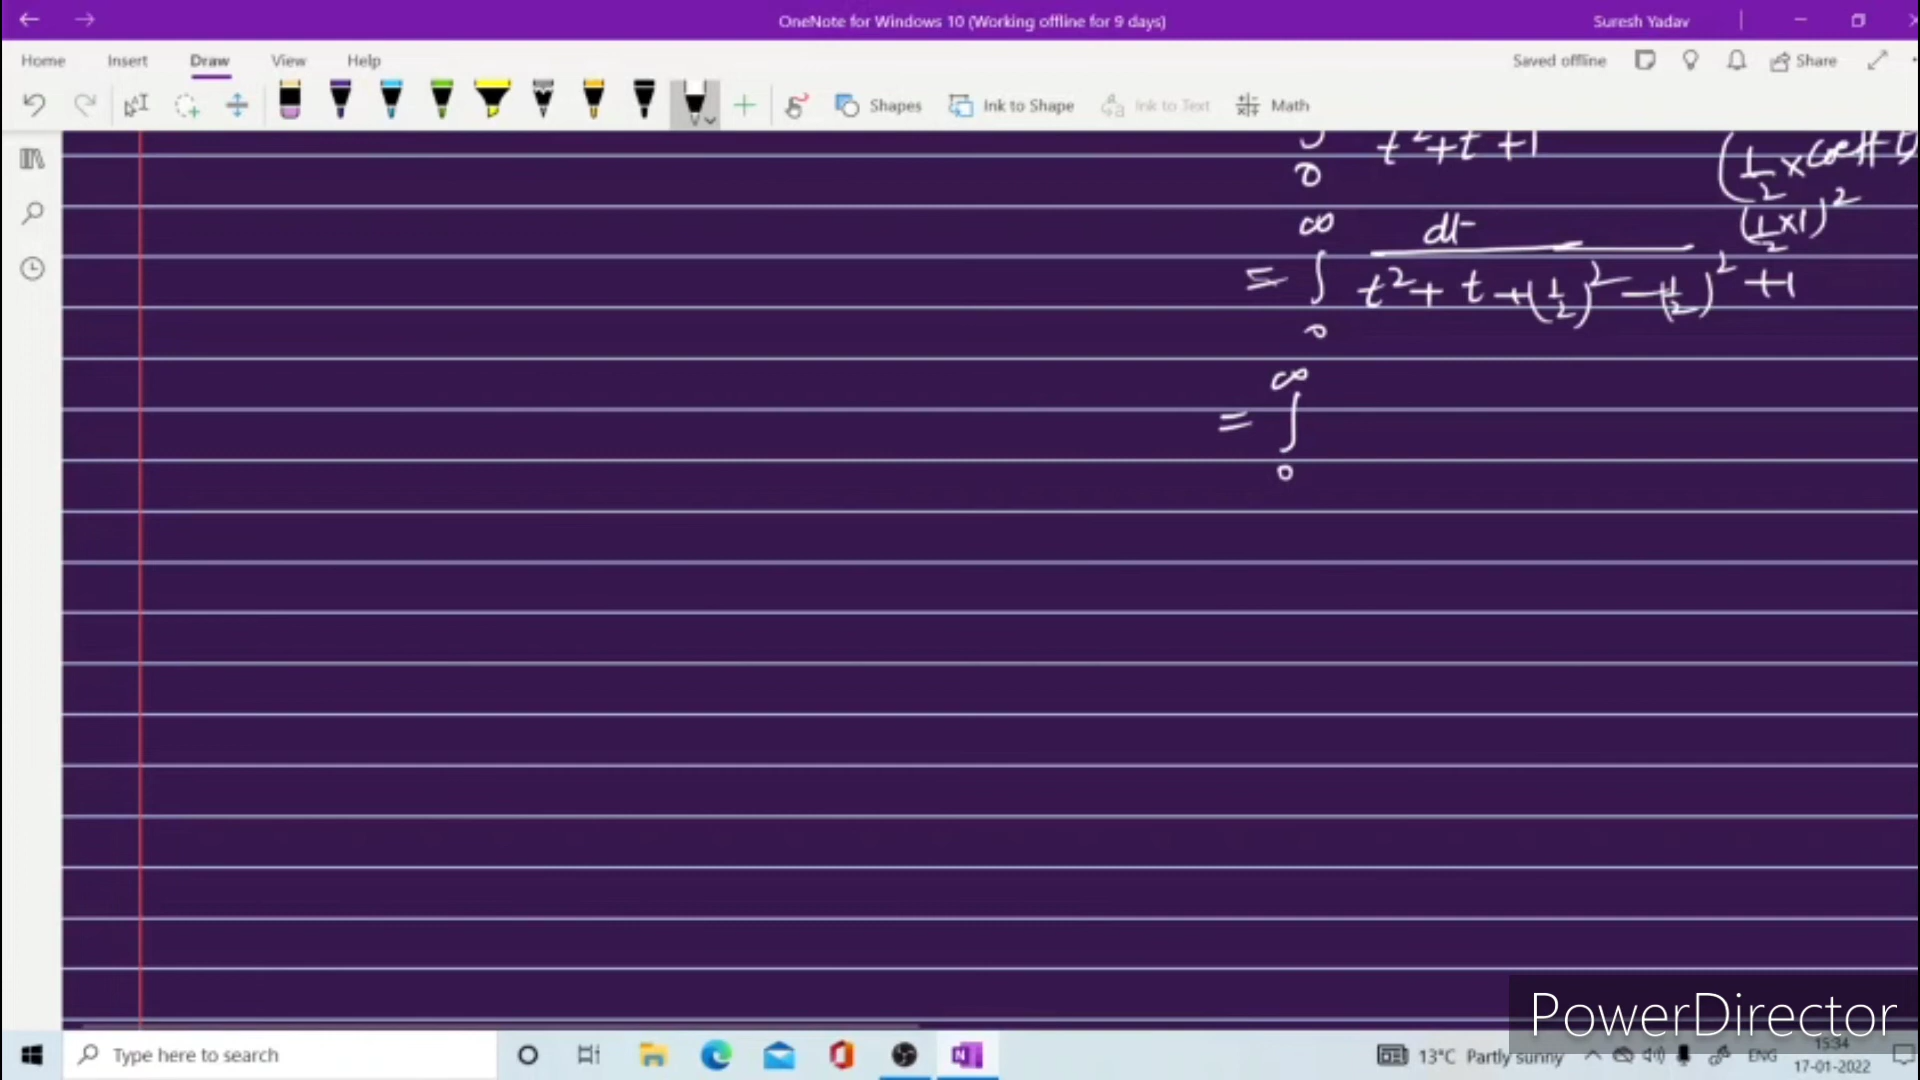 OneNote for Windows 10 (Working offline for 9 days)
Suresh Yadav
Home Insert Draw View Help
Saved offline
Share
Shapes Ink to Shape Ink to Text Math
t²+t+1
0
(1/2 × coeff
(1/2 ×1)²
= ∫₀^∞ dt / t²+ t +(1/2)² −(1/2)² +1
= ∫₀^∞
PowerDirector
Type here to search
13°C Partly sunny
ENG
15:34
17-01-2022